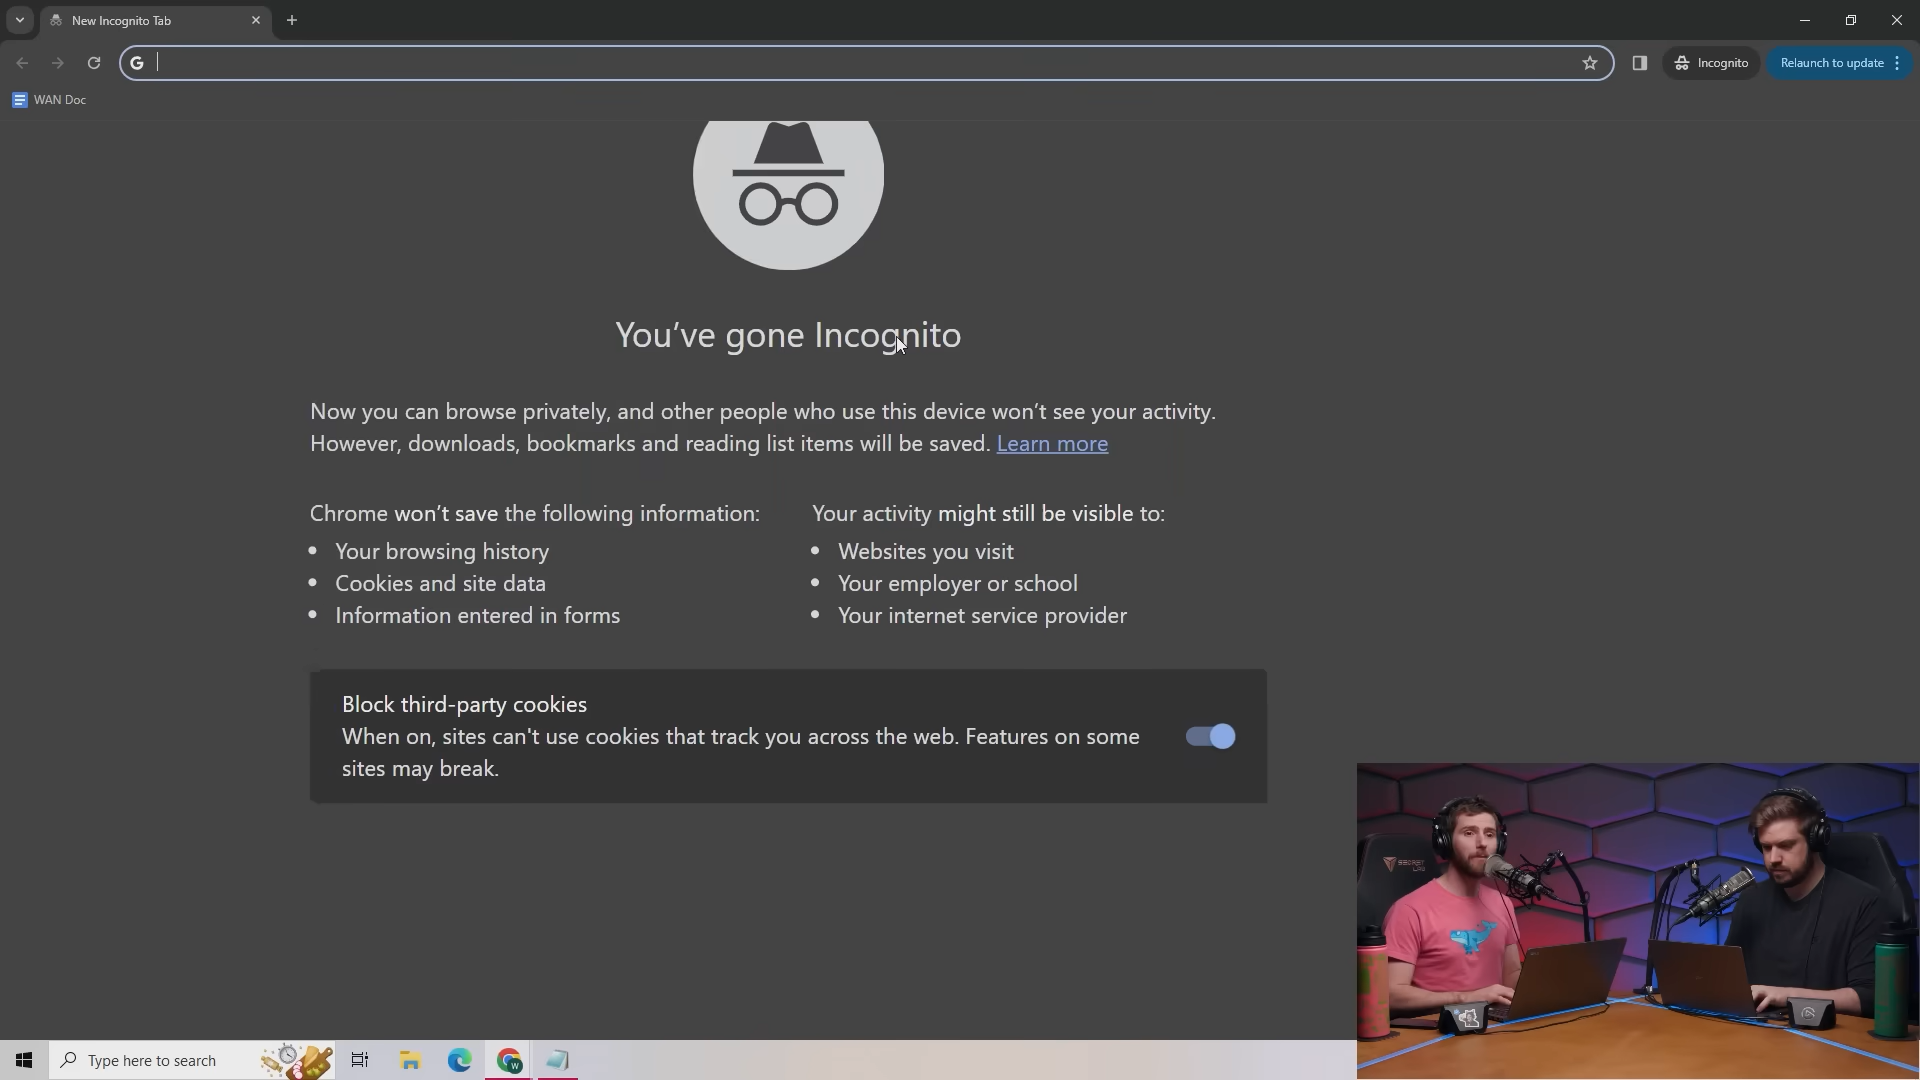 New Incognito Tab
Incognito
Relaunch to update
WAN Doc
You've gone Incognito
Now you can browse privately, and other people who use this device won't see your activity.
However, downloads, bookmarks and reading list items will be saved. Learn more
Chrome won't save the following information:
Your browsing history
Cookies and site data
Information entered in forms
Your activity might still be visible to:
Websites you visit
Your employer or school
Your internet service provider
Block third-party cookies
When on, sites can't use cookies that track you across the web. Features on some
sites may break.
SECRET
LAB
Type here to search
W